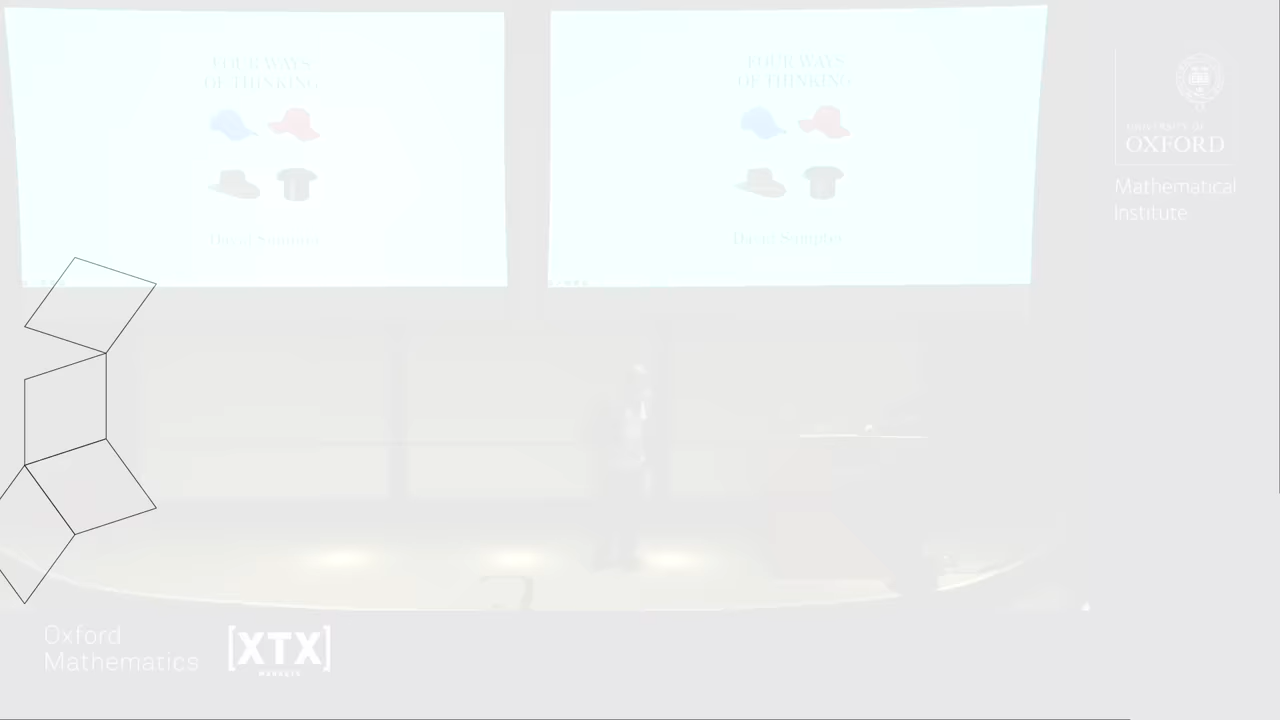 FOUR WAYS
OF THINKING
David Sumpter
FOUR WAYS
OF THINKING
David Sumpter
UNIVERSITY OF
OXFORD
Mathematical
Institute
Oxford
Mathematics
[XTX]
MARKETS